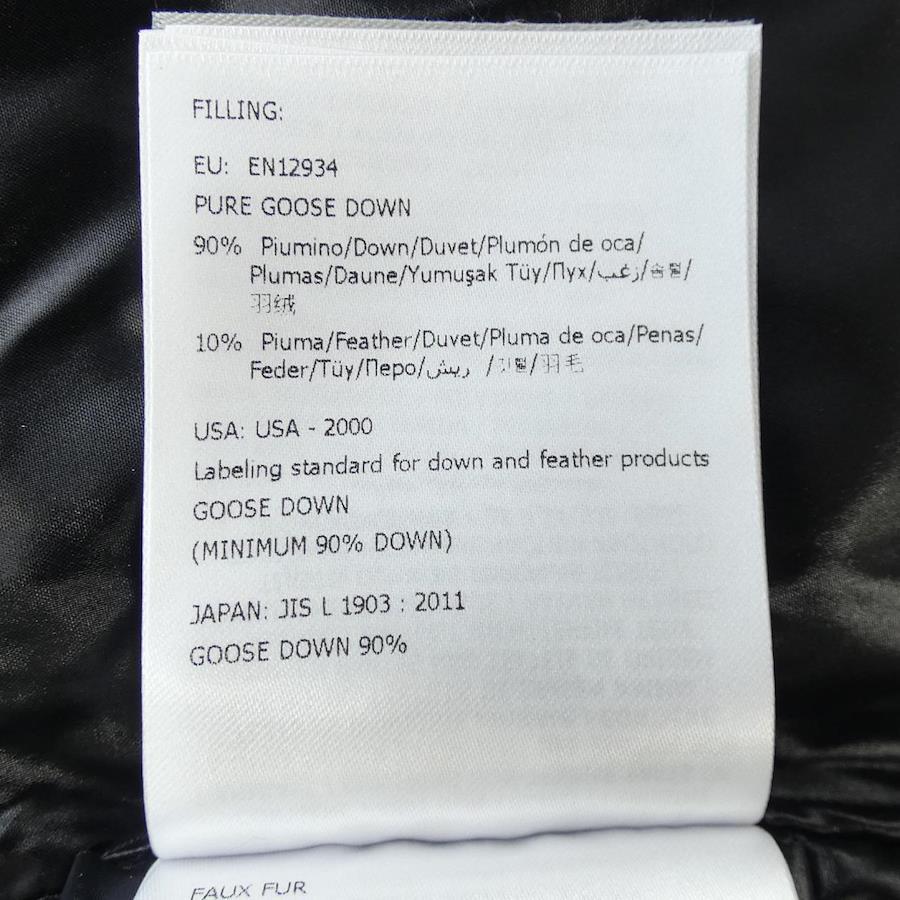 FILLING:
EU: EN12934
PURE GOOSE DOWN
90% Piumino/Down/Duvet/Plumón de oca/
Plumas/Daune/Yumuşak Tüy/Пух/زغب/솜털/
羽绒
10% Piuma/Feather/Duvet/Pluma de oca/Penas/
Feder/Tüy/Перо/ريش /깃털/羽毛
USA: USA - 2000
Labeling standard for down and feather products
GOOSE DOWN
(MINIMUM 90% DOWN)
JAPAN: JIS L 1903 : 2011
GOOSE DOWN 90%
FAUX FUR